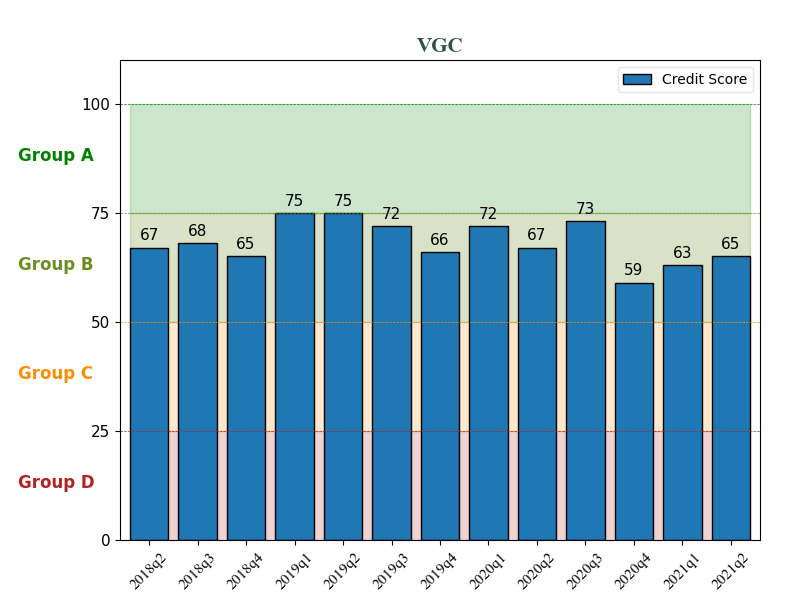 VGC
Credit Score
100
75
50
25
0
Group A
Group B
Group C
Group D
67
68
65
75
75
72
66
72
67
73
59
63
65
2018q2
2018q3
2018q4
2019q1
2019q2
2019q3
2019q4
2020q1
2020q2
2020q3
2020q4
2021q1
2021q2